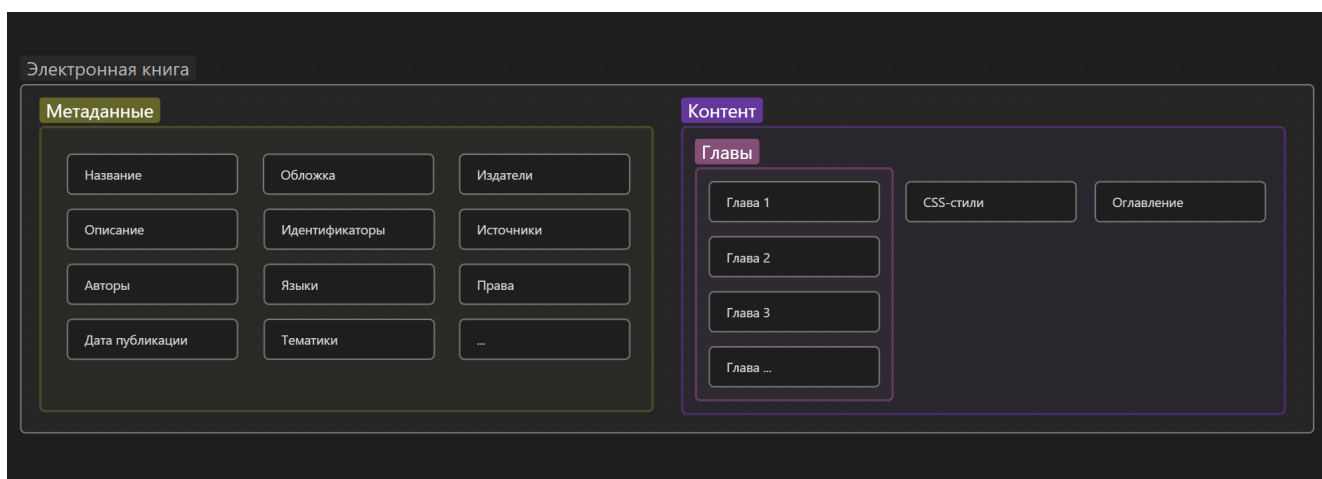 Электронная книга
Метаданные
Название
Обложка
Издатели
Описание
Идентификаторы
Источники
Авторы
Языки
Права
Дата публикации
Тематики
...
Контент
Главы
Глава 1
Глава 2
Глава 3
Глава ...
CSS-стили
Оглавление